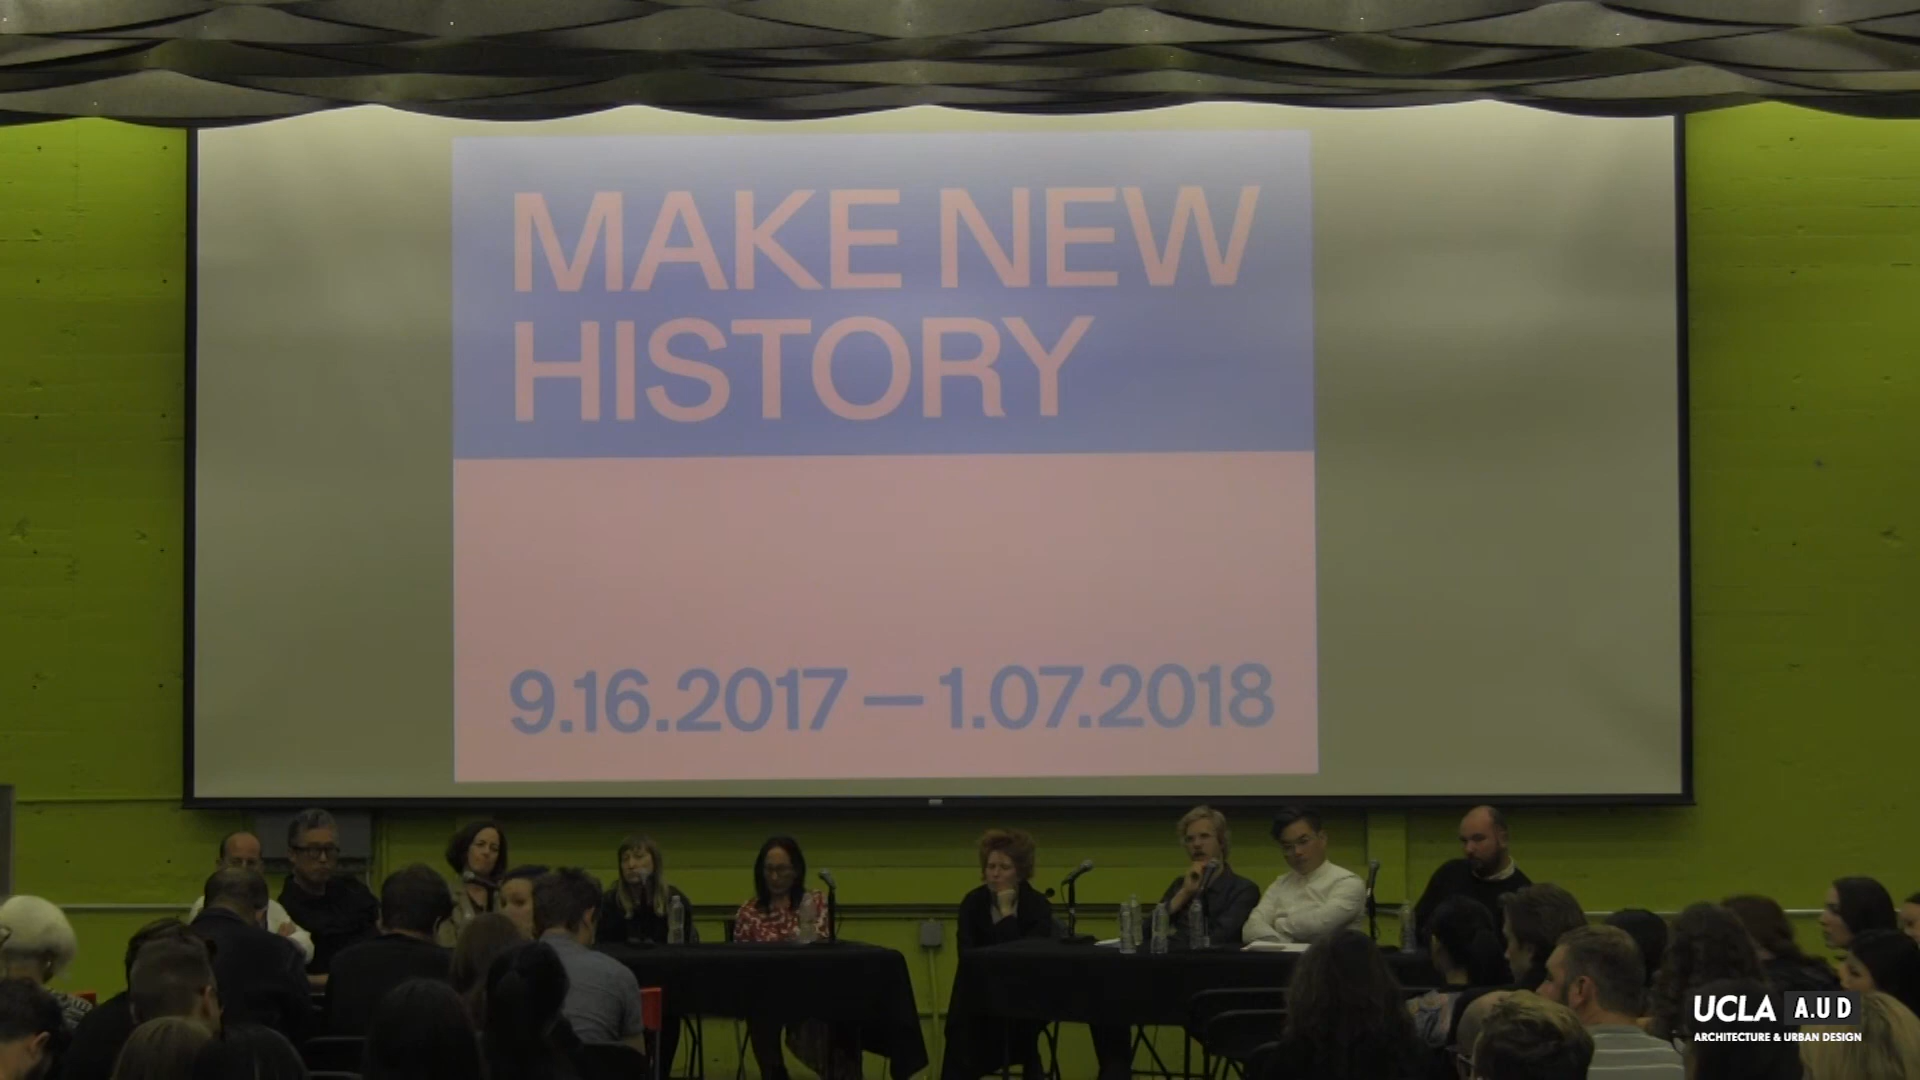 MAKE NEW
HISTORY
9.16.2017 — 1.07.2018
UCLA A.U D
ARCHITECTURE & URBAN DESIGN